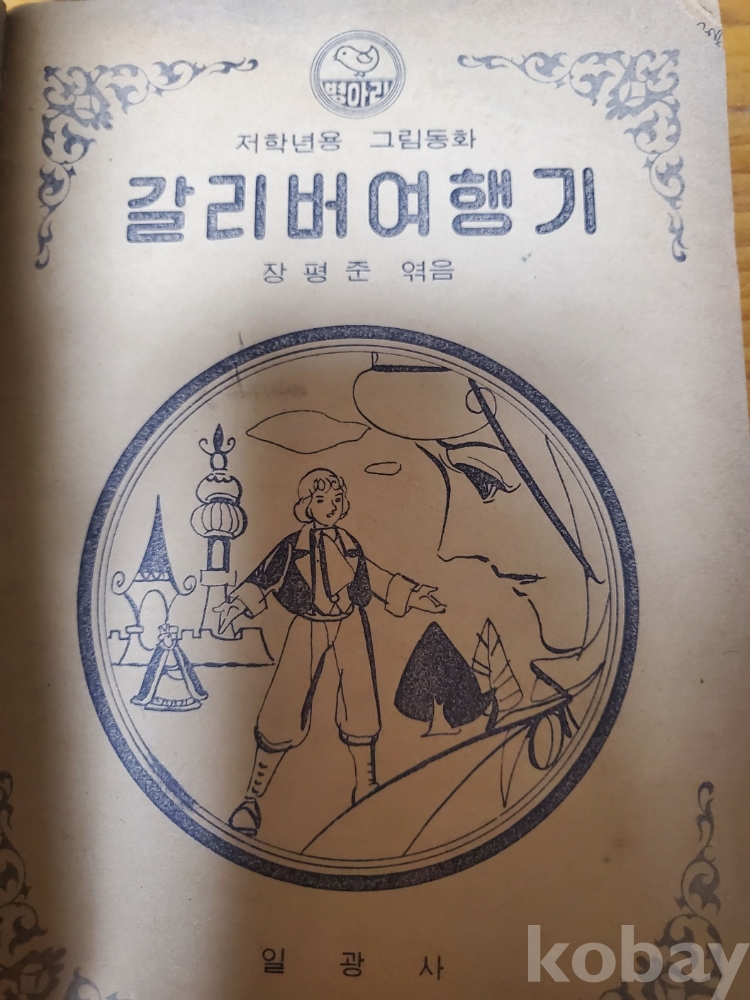 병아리
저학년용 그림동화
갈리버여행기
장평준 엮음
일광사
kobay